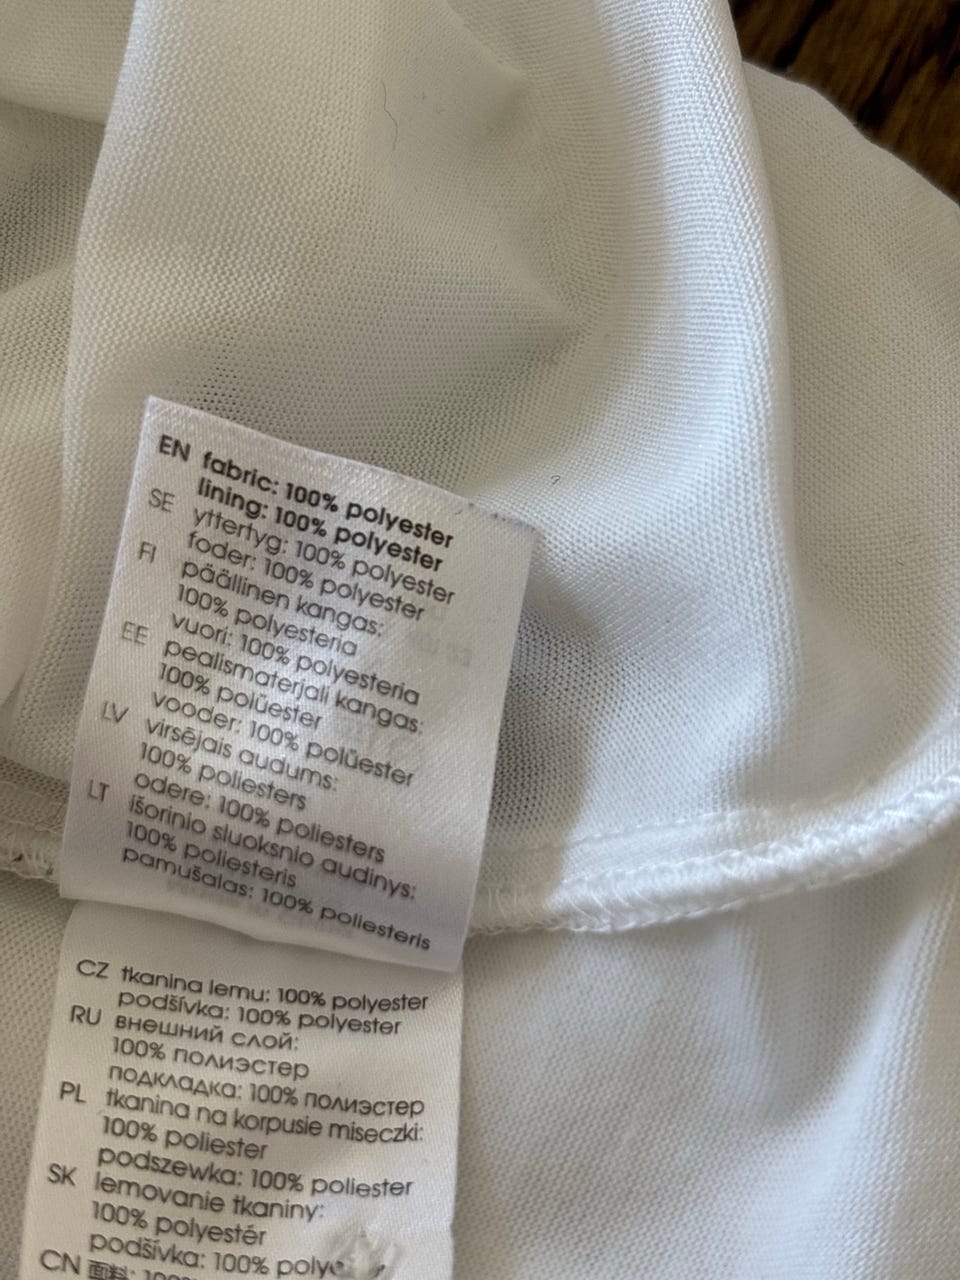 EN fabric: 100% polyester
lining: 100% polyester
SE yttertyg: 100% polyester
foder: 100% polyester
FI päällinen kangas:
100% polyesteria
vuori: 100% polyesteria
EE pealismaterjali kangas:
100% polüester
vooder: 100% polüester
LV virsējais audums:
100% poliesters
odere: 100% poliesters
LT išorinio sluoksnio audinys:
100% poliesteris
pamušalas: 100% poliesteris
CZ tkanina lemu: 100% polyester
podšívka: 100% polyester
RU внешний слой:
100% полиэстер
подкладка: 100% полиэстер
PL tkanina na korpusie miseczki:
100% poliester
podszewka: 100% poliester
SK lemovanie tkaniny:
100% polyestér
podšívka: 100% polye
CN 面料: 100%